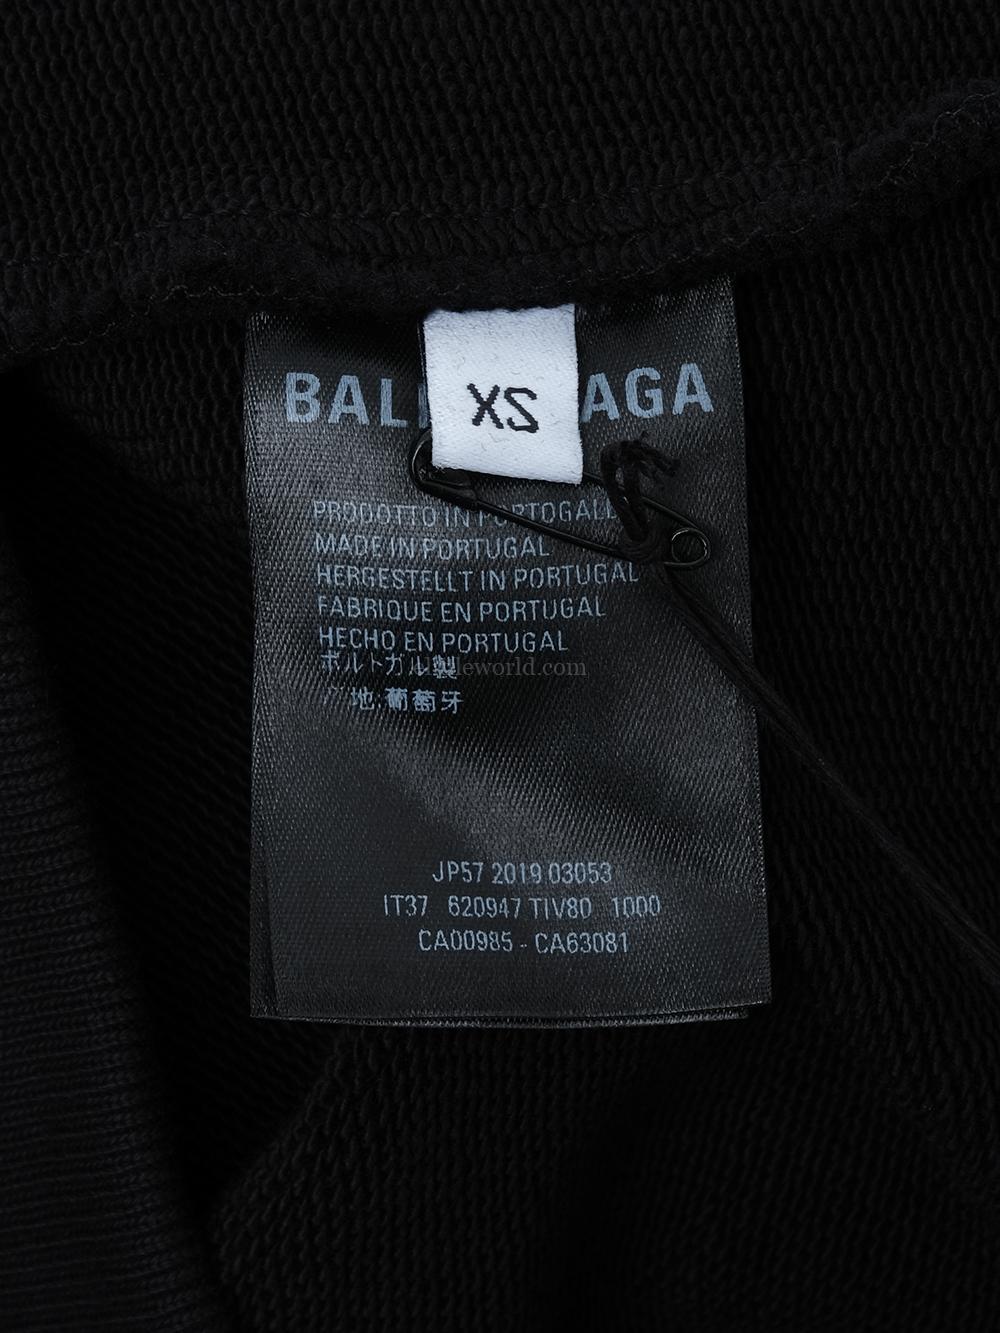 XS
BAL AGA
PRODOTTO IN PORTOGALL
MADE IN PORTUGAL
HERGESTELLT IN PORTUGAL
FABRIQUE EN PORTUGAL
HECHO EN PORTUGAL
ポルトガル製
地:葡萄牙
JP57 2019 03053
IT37 620947 TIV80 1000
CA00985 - CA63081